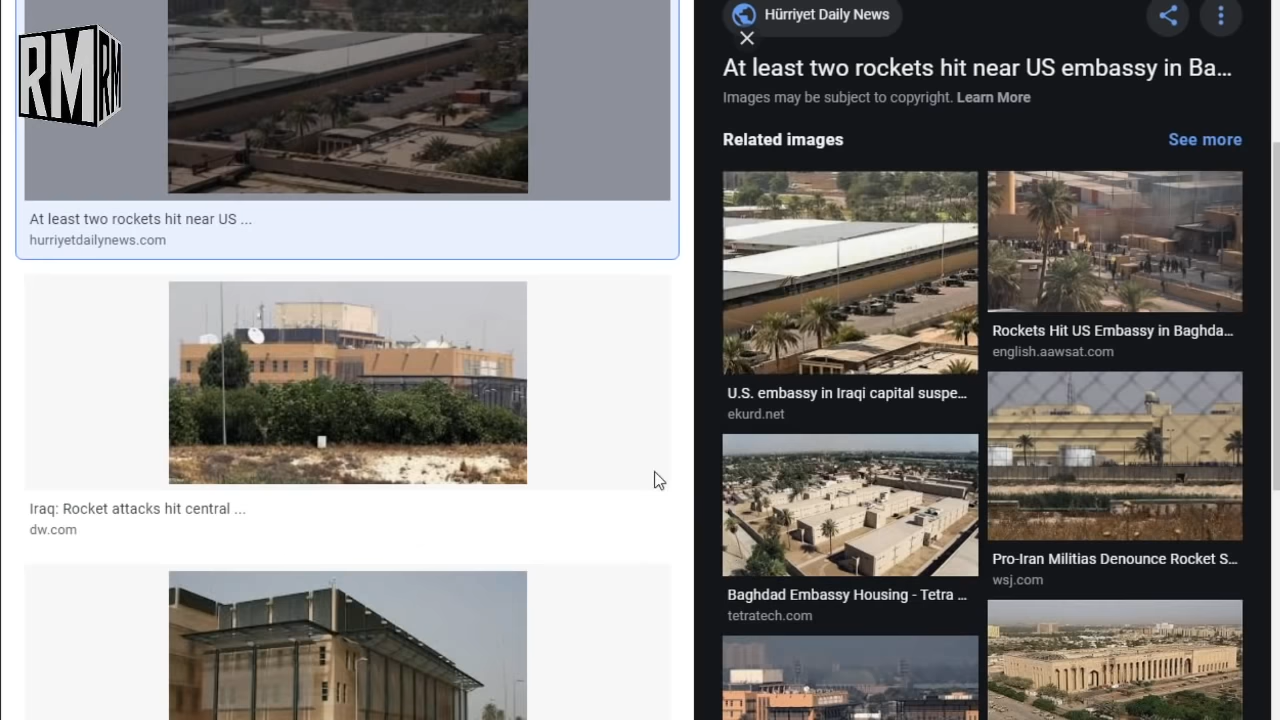 RM RM
At least two rockets hit near US ...
hurriyetdailynews.com
Iraq: Rocket attacks hit central ...
dw.com
Hürriyet Daily News
At least two rockets hit near US embassy in Ba...
Images may be subject to copyright. Learn More
Related images
See more
U.S. embassy in Iraqi capital suspe...
ekurd.net
Rockets Hit US Embassy in Baghda...
english.aawsat.com
Baghdad Embassy Housing - Tetra ...
tetratech.com
Pro-Iran Militias Denounce Rocket S...
wsj.com